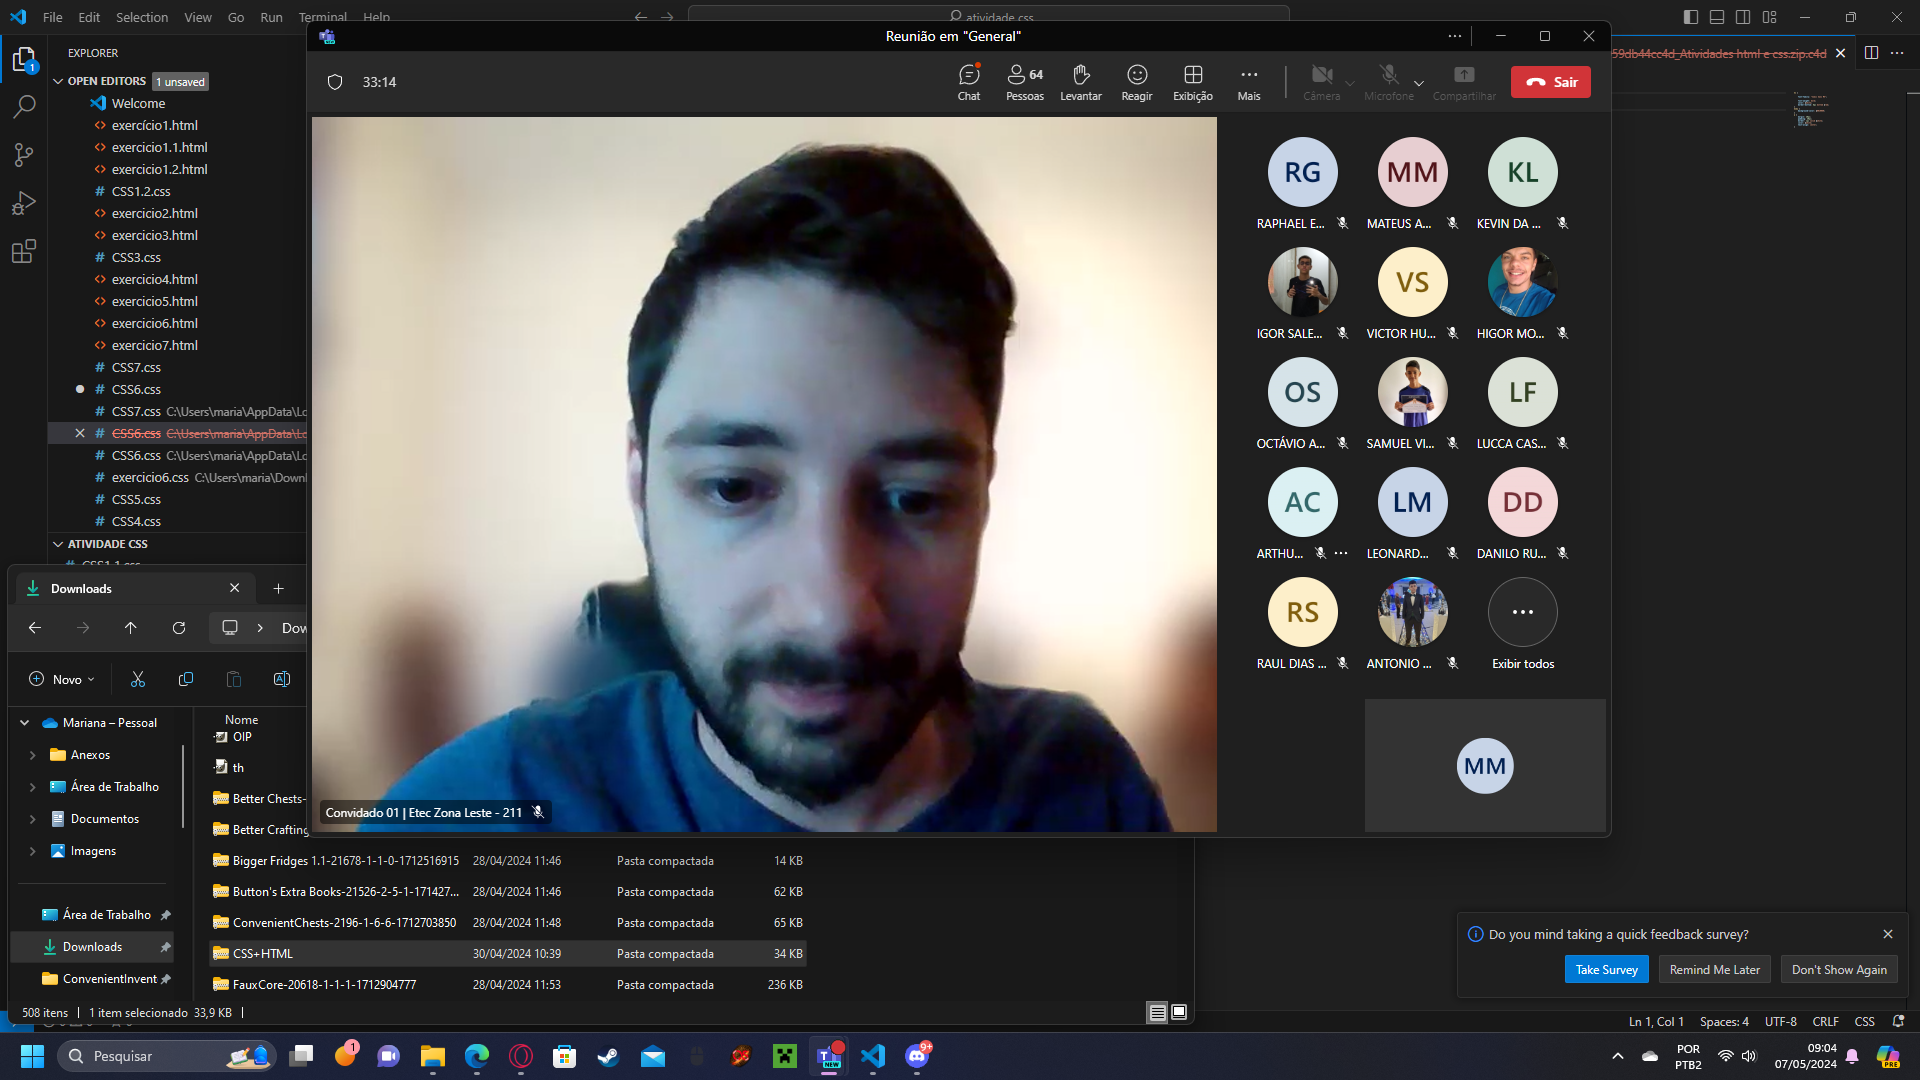 File Edit Selection View Go Run Terminal Help
atividade css
EXPLORER
OPEN EDITORS 1 unsaved
Welcome
exercício1.html
exercicio1.1.html
exercicio1.2.html
CSS1.2.css
exercicio2.html
exercicio3.html
CSS3.css
exercicio4.html
exercicio5.html
exercicio6.html
exercicio7.html
CSS7.css
CSS6.css
CSS7.css C:\Users\maria\AppData\Lo
CSS6.css C:\Users\maria\AppData\Lo
CSS6.css C:\Users\maria\AppData\Lo
exercicio6.css C:\Users\maria\Downl
CSS5.css
CSS4.css
ATIVIDADE CSS
59db44cc4d_Atividades html e css.zip.c4d
Reunião em "General"
33:14
Chat
64
Pessoas
Levantar
Reagir
Exibição
Mais
Câmera
Microfone
Compartilhar
Sair
RG MM KL
RAPHAEL E... MATEUS A... KEVIN DA ...
VS
IGOR SALE... VICTOR HU... HIGOR MO...
OS LF
OCTÁVIO A... SAMUEL VI... LUCCA CAS...
AC LM DD
ARTHU... LEONARD... DANILO RU...
RS
RAUL DIAS ... ANTONIO ... Exibir todos
MM
Convidado 01 | Etec Zona Leste - 211
Downloads
Dow
Novo
Mariana – Pessoal
Anexos
Área de Trabalho
Documentos
Imagens
Área de Trabalho
Downloads
ConvenientInvent
Nome
OIP
th
Better Chests-
Better Crafting
Bigger Fridges 1.1-21678-1-1-0-1712516915 28/04/2024 11:46 Pasta compactada 14 KB
Button's Extra Books-21526-2-5-1-171427... 28/04/2024 11:46 Pasta compactada 62 KB
ConvenientChests-2196-1-6-6-1712703850 28/04/2024 11:48 Pasta compactada 65 KB
CSS+HTML 30/04/2024 10:39 Pasta compactada 34 KB
FauxCore-20618-1-1-1-1712904777 28/04/2024 11:53 Pasta compactada 236 KB
508 itens 1 item selecionado 33,9 KB
Do you mind taking a quick feedback survey?
Take Survey Remind Me Later Don't Show Again
Ln 1, Col 1 Spaces: 4 UTF-8 CRLF CSS
Pesquisar
1
NEW
9+
POR
PTB2
09:04
07/05/2024
PRE